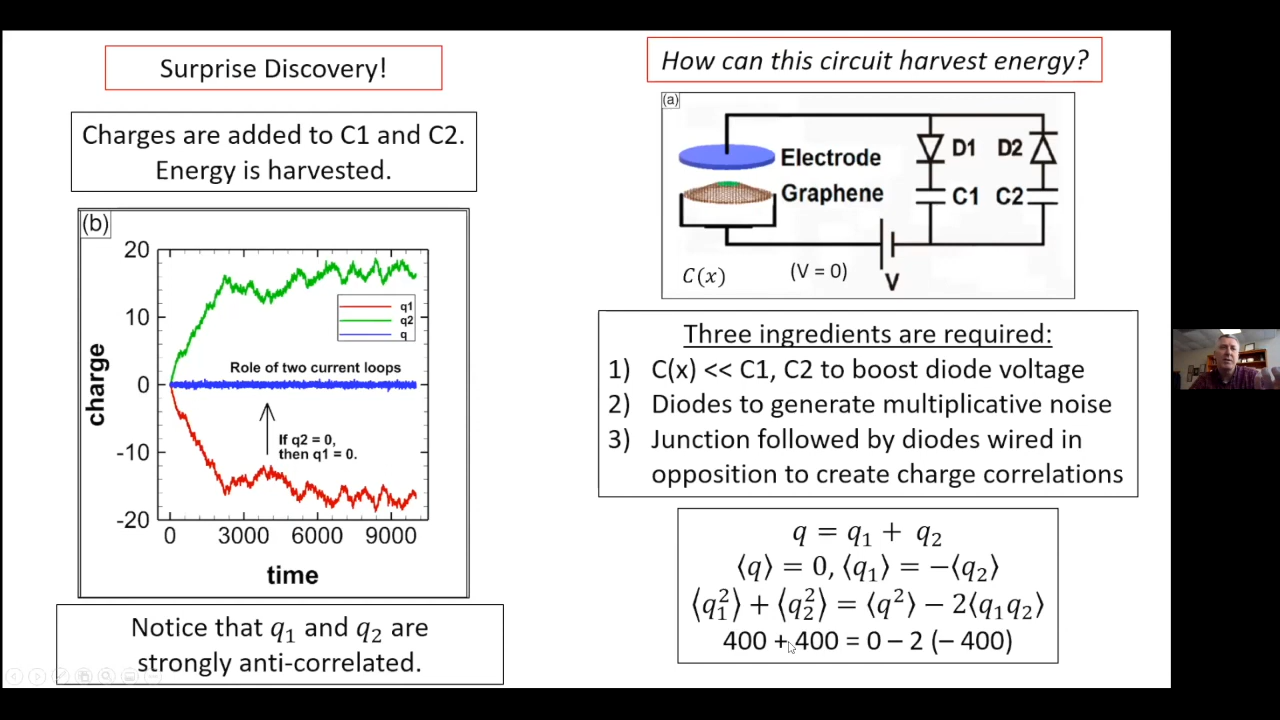 Surprise Discovery!
Charges are added to C1 and C2.
Energy is harvested.
(b)
20
10
0
-10
-20
charge
q1
q2
q
Role of two current loops
If q2 = 0,
then q1 = 0.
0 3000 6000 9000
time
Notice that q₁ and q₂ are
strongly anti-correlated.
How can this circuit harvest energy?
(a)
Electrode
Graphene
D1 D2
C1 C2
C(x)
(V = 0)
V
Three ingredients are required:
1) C(x) << C1, C2 to boost diode voltage
2) Diodes to generate multiplicative noise
3) Junction followed by diodes wired in
opposition to create charge correlations
q = q₁ + q₂
⟨q⟩ = 0, ⟨q₁⟩ = −⟨q₂⟩
⟨q₁²⟩ + ⟨q₂²⟩ = ⟨q²⟩ − 2⟨q₁q₂⟩
400 + 400 = 0 – 2 (– 400)